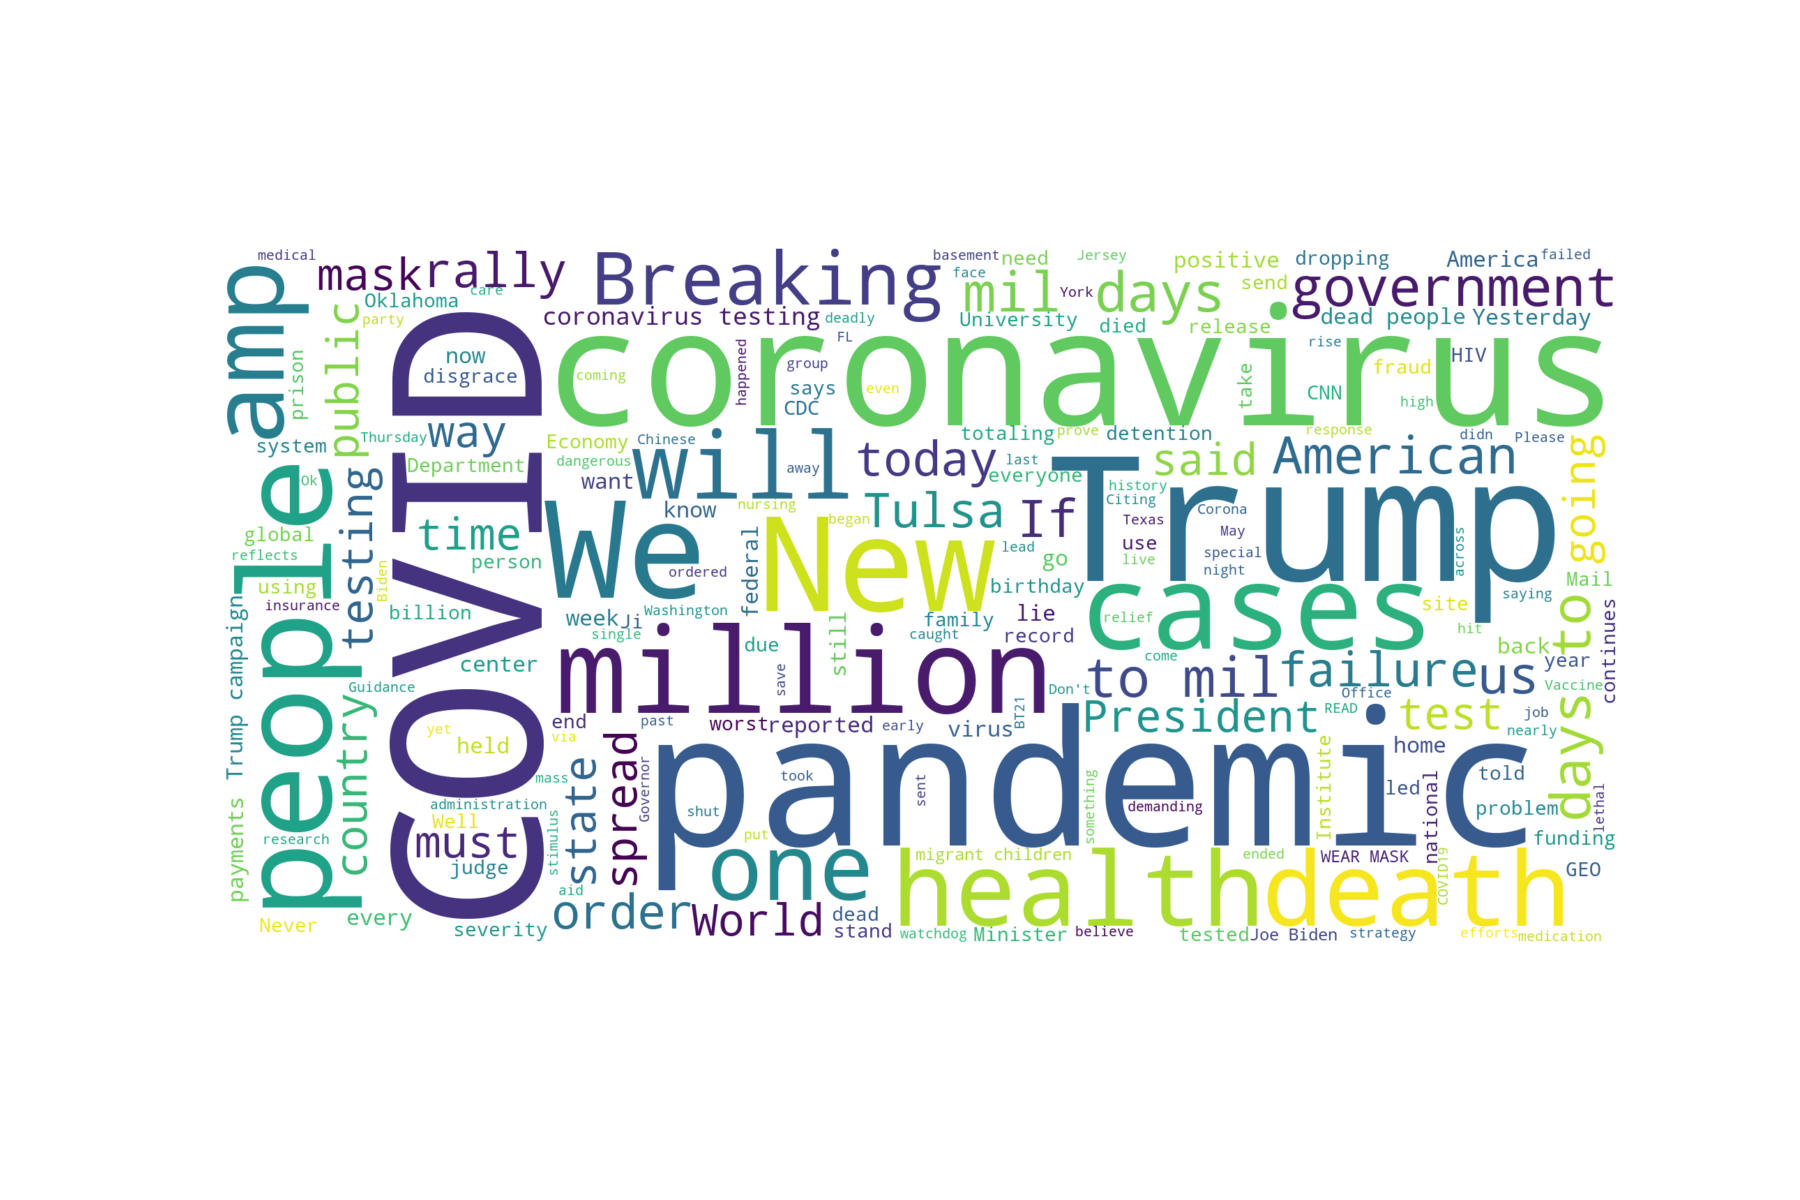 medical
mask
rally
Breaking
basement
need
Jersey
positive
dropping
America
failed
amp
Oklahoma
care
face
mil
York
days
send
government
party
public
coronavirus testing
deadly
University
died
release
dead people
Yesterday
prison
now
disgrace
COVID
coronavirus
coming
happened
group
FL
says
CDC
even
take
rise
CNN
fraud
HIV
high
system
Thursday
way
Department
Economy
dangerous
Chinese
will
away
today
totaling
prove
detention
last
everyone
said
response
American
didn
Please
going
Ok
people
testing
want
know
nursing
began
Tulsa
If
history
Citing
Texas
Corona
May
Trump
global
reflects
time
person
We
New
federal
ordered
lead
go
use
live
special
night
across
to
Mail
using
insurance
Biden
billion
week
Ji
Washington
single
birthday
family
caught
lie
record
cases
relief
site
hit
saying
back
Trump campaign
center
million
due
still
save
come
to mil
failure
us
year
continues
Guidance
country
Don't
Office
Vaccine
yet
held
end
via
past
worst
reported
early
virus
BT21
President
READ
test
job
nearly
days
payments
mass
state
spread
Governor
pandemic
took
sent
something
demanding
Institute
home
led
national
told
problem
lethal
administration
Well
must
research
judge
stimulus
shut
put
one
migrant children
ended
WEAR MASK
COVID19
funding
GEO
Never
every
severity
aid
order
World
dead
stand
health
death
watchdog
Minister
believe
tested
Joe Biden
strategy
efforts
medication